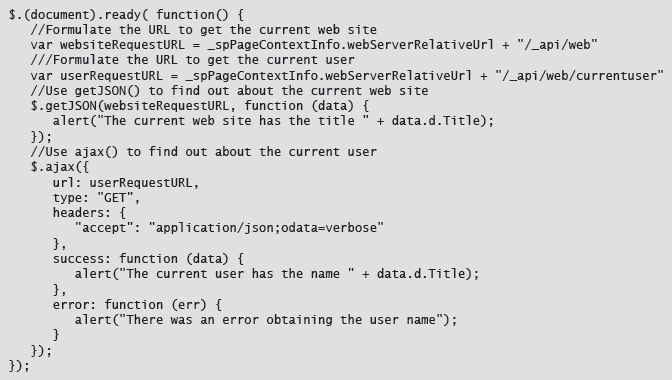 $.(document).ready( function() {
//Formulate the URL to get the current web site
var websiteRequestURL = _spPageContextInfo.webServerRelativeUrl + "/_api/web"
///Formulate the URL to get the current user
var userRequestURL = _spPageContextInfo.webServerRelativeUrl + "/_api/web/currentuser"
//Use getJSON() to find out about the current web site
$.getJSON(websiteRequestURL, function (data) {
alert("The current web site has the title " + data.d.Title);
});
//Use ajax() to find out about the current user
$.ajax({
url: userRequestURL,
type: "GET",
headers: {
"accept": "application/json;odata=verbose"
},
success: function (data) {
alert("The current user has the name " + data.d.Title);
},
error: function (err) {
alert("There was an error obtaining the user name");
}
});
});